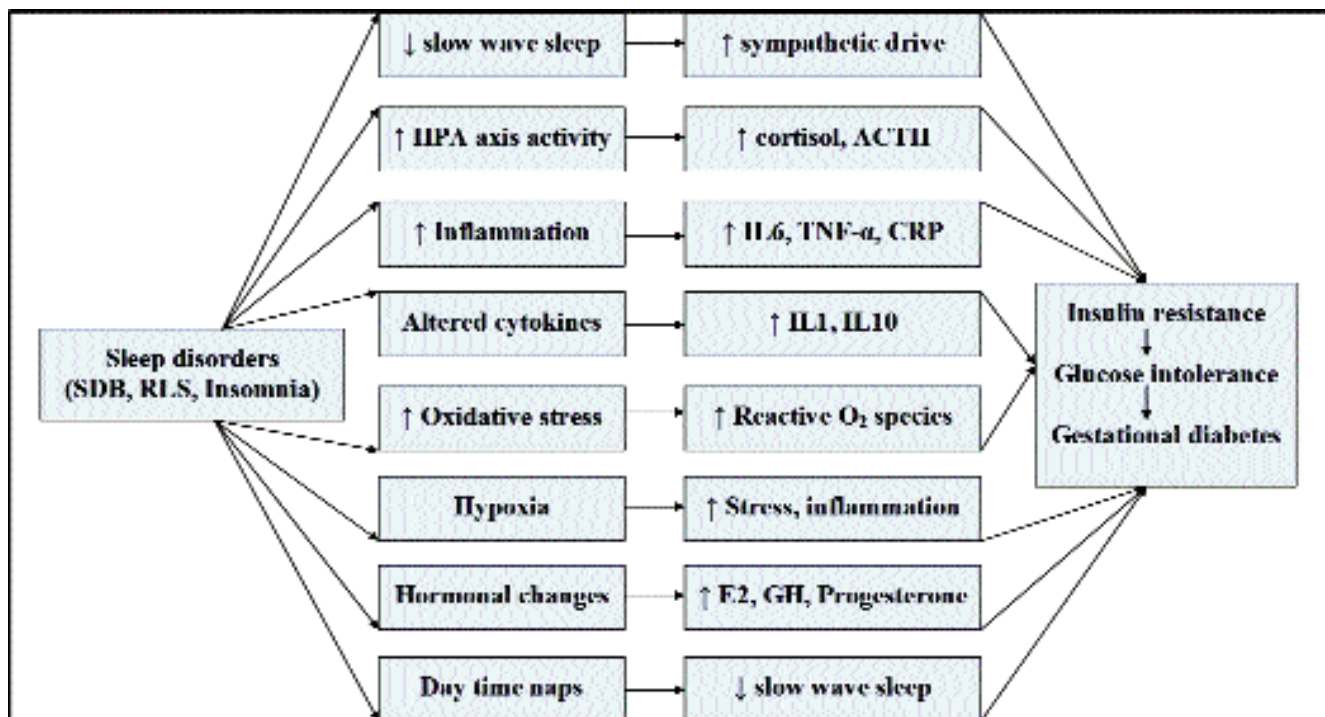 ↓ slow wave sleep
↑ sympathetic drive
↑ HPA axis activity
↑ cortisol, ACTH
↑ Inflammation
↑ IL6, TNF-α, CRP
Altered cytokines
↑ IL1, IL10
Sleep disorders
(SDB, RLS, Insomnia)
↑ Oxidative stress
↑ Reactive O₂ species
Insulin resistance
↓
Glucose intolerance
↓
Gestational diabetes
Hypoxia
↑ Stress, inflammation
Hormonal changes
↑ E2, GH, Progesterone
Day time naps
↓ slow wave sleep